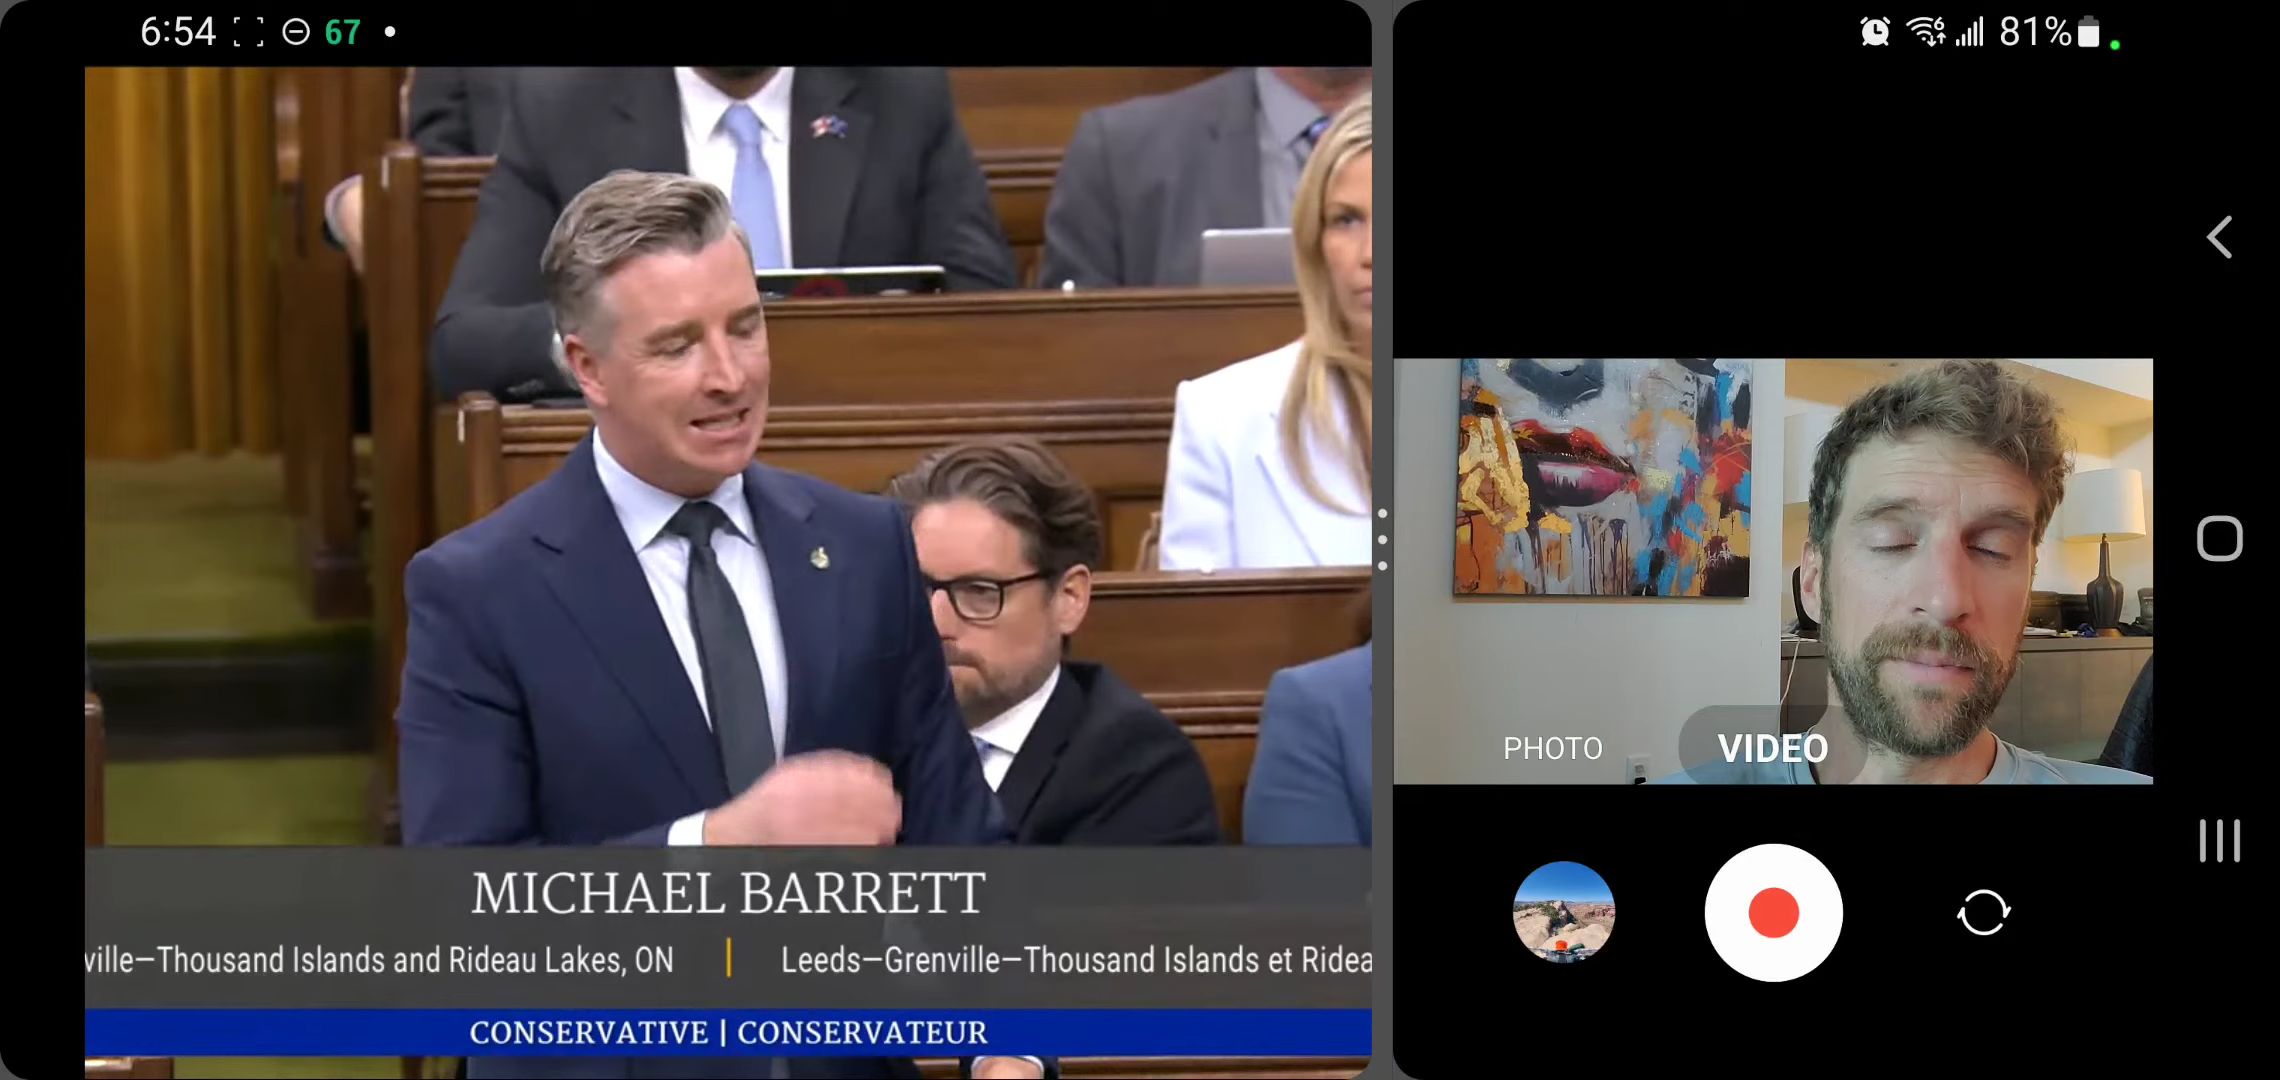 6:54
67
81%
MICHAEL BARRETT
ville—Thousand Islands and Rideau Lakes, ON | Leeds—Grenville—Thousand Islands et Ridea
CONSERVATIVE | CONSERVATEUR
PHOTO
VIDEO